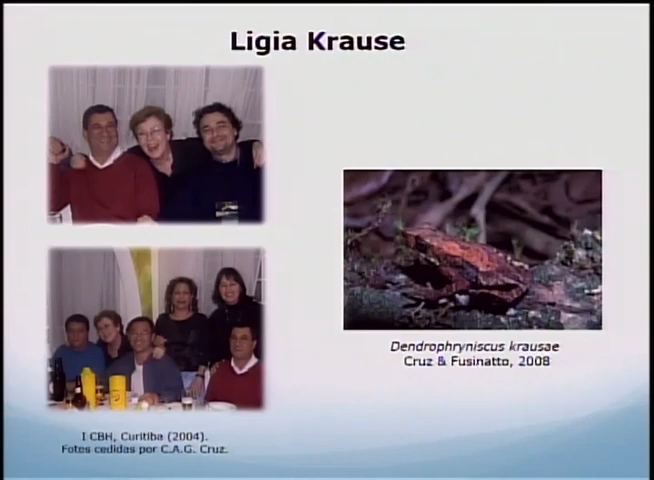 Ligia Krause
Dendrophryniscus krausae
Cruz & Fusinatto, 2008
I CBH, Curitiba (2004).
Fotos cedidas por C.A.G. Cruz.